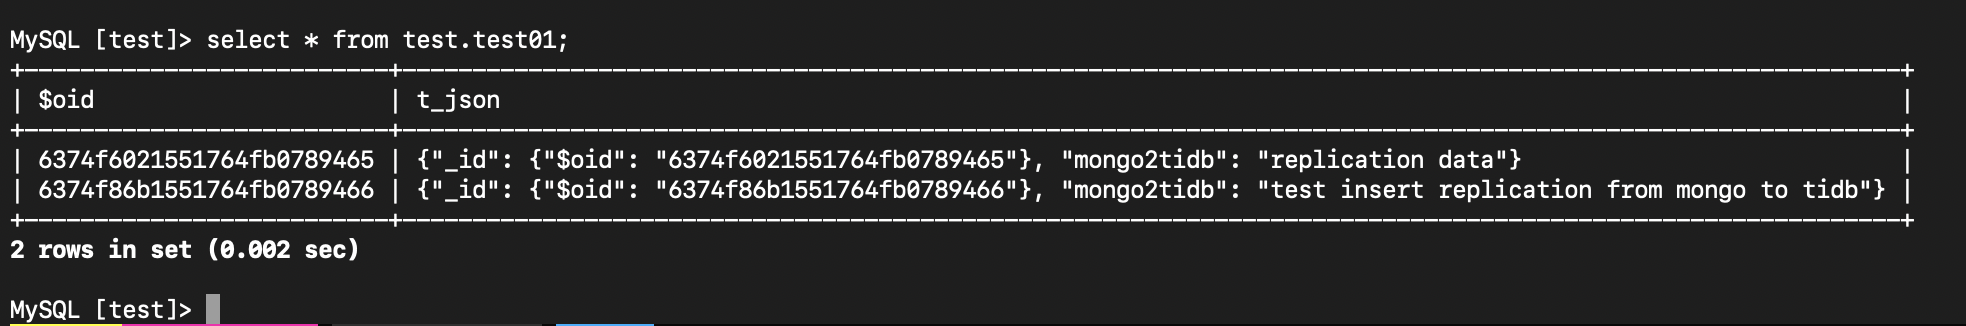 MySQL [test]> select * from test.test01;
+--------------------------+-----------------------------------------------------------------------------------------------------------+
| $oid                     | t_json                                                                                                    |
+--------------------------+-----------------------------------------------------------------------------------------------------------+
| 6374f6021551764fb0789465 | {"_id": {"$oid": "6374f6021551764fb0789465"}, "mongo2tidb": "replication data"}                           |
| 6374f86b1551764fb0789466 | {"_id": {"$oid": "6374f86b1551764fb0789466"}, "mongo2tidb": "test insert replication from mongo to tidb"} |
+--------------------------+-----------------------------------------------------------------------------------------------------------+
2 rows in set (0.002 sec)
MySQL [test]>